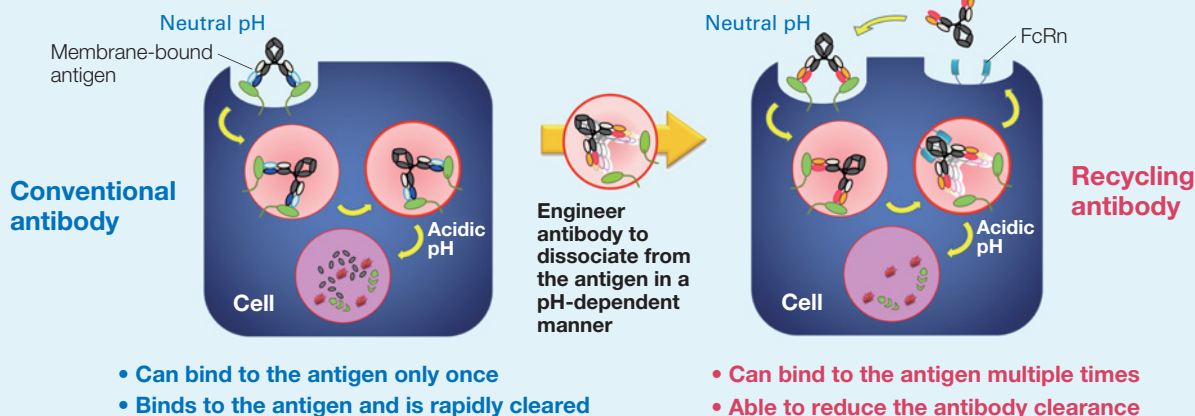 Neutral pH
Membrane-bound
antigen
Conventional
antibody
Acidic
pH
Cell
• Can bind to the antigen only once
• Binds to the antigen and is rapidly cleared
Engineer
antibody to
dissociate from
the antigen in a
pH-dependent
manner
Neutral pH
FcRn
Recycling
antibody
Acidic
pH
Cell
• Can bind to the antigen multiple times
• Able to reduce the antibody clearance